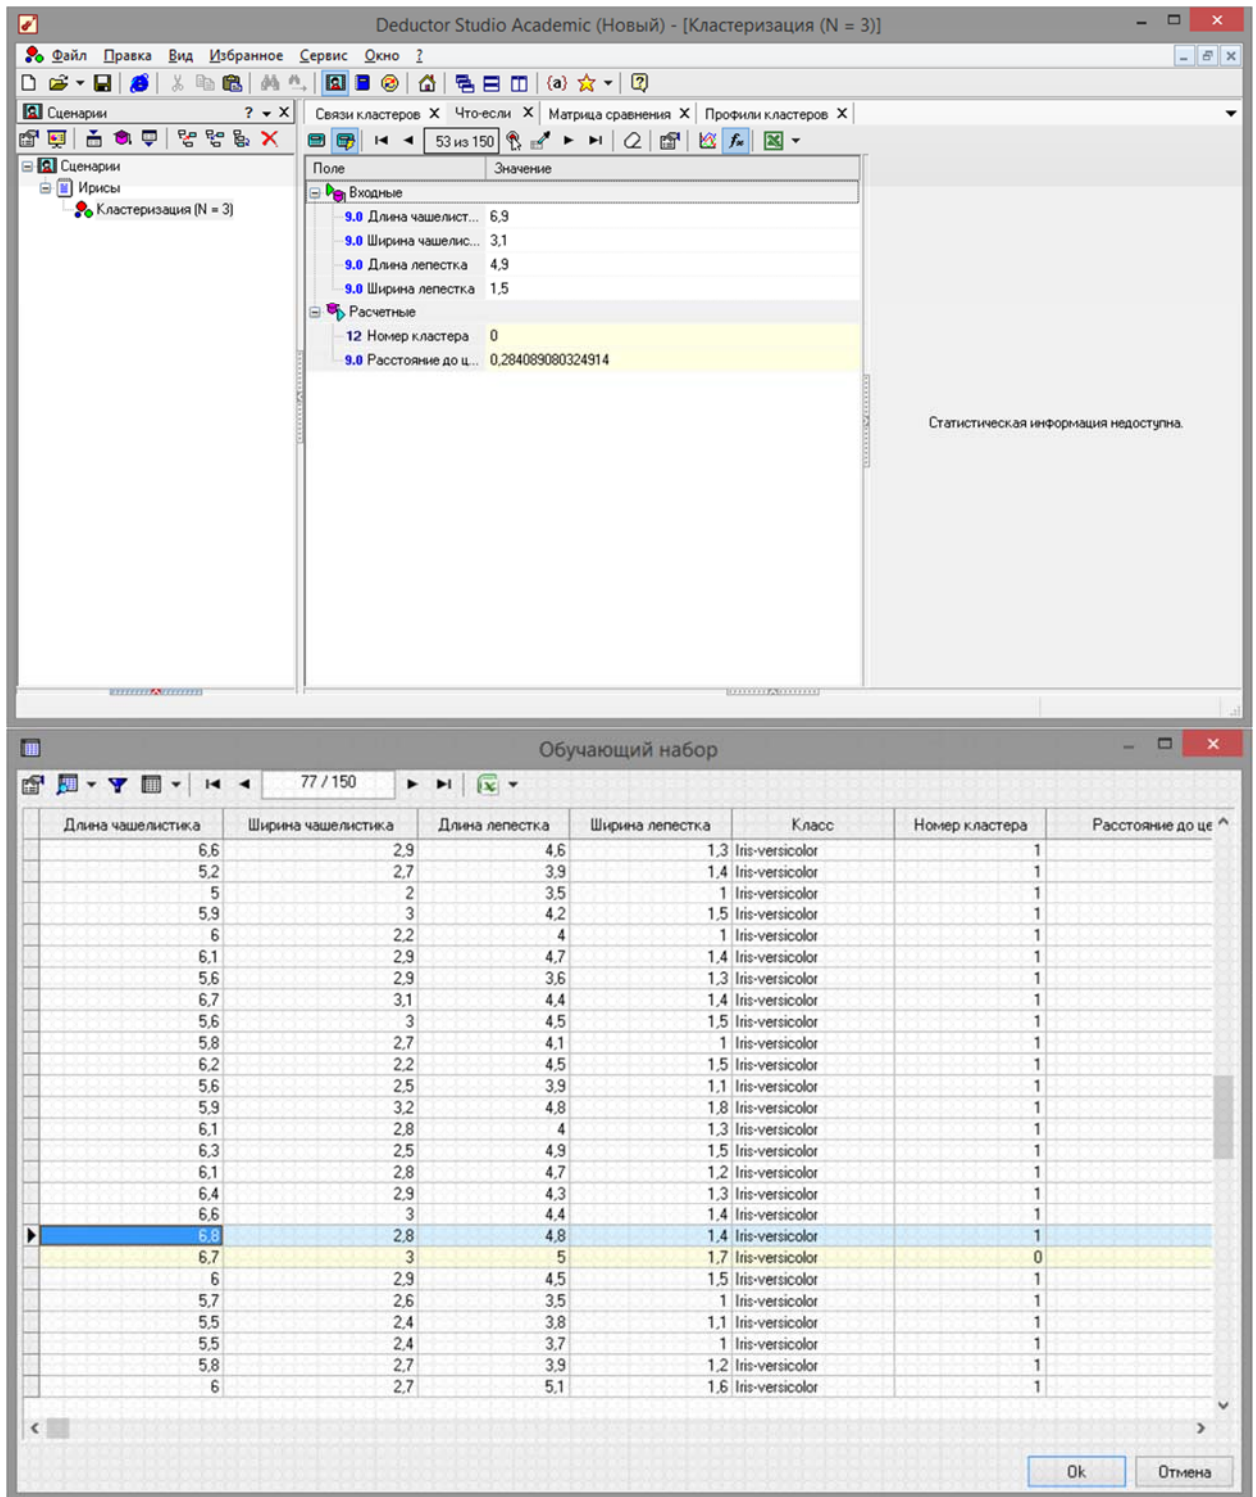 Deductor Studio Academic (Новый) - [Кластеризация (N = 3)]
Файл Правка Вид Избранное Сервис Окно ?
Сценарии ?
Связи кластеров X Что-если X Матрица сравнения X Профили кластеров X
53 из 150
Сценарии
Ирисы
Кластеризация (N = 3)
Поле Значение
Входные
9.0 Длина чашелист... 6,9
9.0 Ширина чашелис... 3,1
9.0 Длина лепестка 4,9
9.0 Ширина лепестка 1,5
Расчетные
12 Номер кластера 0
9.0 Расстояние до ц... 0,284089080324914
Статистическая информация недоступна.
Обучающий набор
77 / 150
Длина чашелистика Ширина чашелистика Длина лепестка Ширина лепестка Класс Номер кластера Расстояние до це
6,6 2,9 4,6 1,3 Iris-versicolor 1
5,2 2,7 3,9 1,4 Iris-versicolor 1
5 2 3,5 1 Iris-versicolor 1
5,9 3 4,2 1,5 Iris-versicolor 1
6 2,2 4 1 Iris-versicolor 1
6,1 2,9 4,7 1,4 Iris-versicolor 1
5,6 2,9 3,6 1,3 Iris-versicolor 1
6,7 3,1 4,4 1,4 Iris-versicolor 1
5,6 3 4,5 1,5 Iris-versicolor 1
5,8 2,7 4,1 1 Iris-versicolor 1
6,2 2,2 4,5 1,5 Iris-versicolor 1
5,6 2,5 3,9 1,1 Iris-versicolor 1
5,9 3,2 4,8 1,8 Iris-versicolor 1
6,1 2,8 4 1,3 Iris-versicolor 1
6,3 2,5 4,9 1,5 Iris-versicolor 1
6,1 2,8 4,7 1,2 Iris-versicolor 1
6,4 2,9 4,3 1,3 Iris-versicolor 1
6,6 3 4,4 1,4 Iris-versicolor 1
6,8 2,8 4,8 1,4 Iris-versicolor 1
6,7 3 5 1,7 Iris-versicolor 0
6 2,9 4,5 1,5 Iris-versicolor 1
5,7 2,6 3,5 1 Iris-versicolor 1
5,5 2,4 3,8 1,1 Iris-versicolor 1
5,5 2,4 3,7 1 Iris-versicolor 1
5,8 2,7 3,9 1,2 Iris-versicolor 1
6 2,7 5,1 1,6 Iris-versicolor 1
Ok Отмена